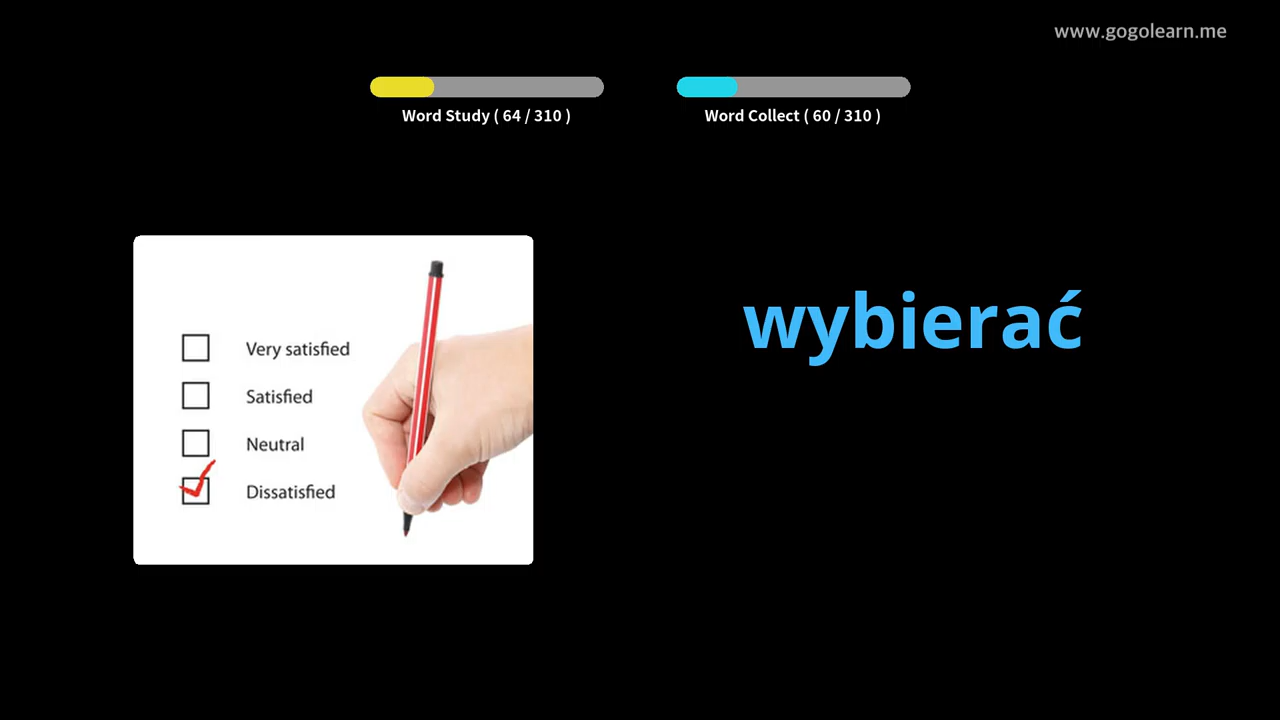 www.gogolearn.me
Word Study ( 64 / 310 )
Word Collect ( 60 / 310 )
Very satisfied
Satisfied
Neutral
Dissatisfied
wybierać